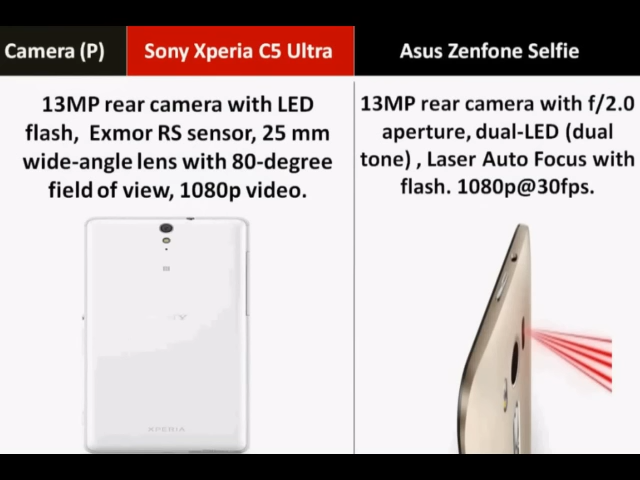 Camera (P)
Sony Xperia C5 Ultra
Asus Zenfone Selfie
13MP rear camera with LED
flash, Exmor RS sensor, 25 mm
wide-angle lens with 80-degree
field of view, 1080p video.
13MP rear camera with f/2.0
aperture, dual-LED (dual
tone) , Laser Auto Focus with
flash. 1080p@30fps.
XPERIA